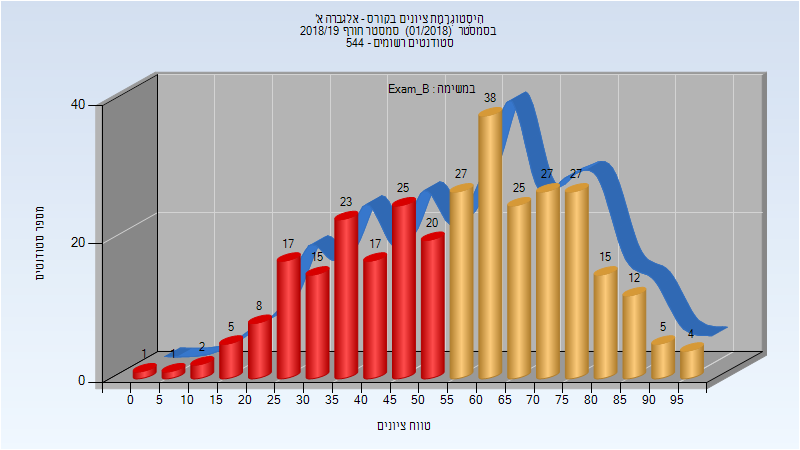 היסטוגרמת ציונים בקורס - אלגברה א'
בסמסטר (01/2018) סמסטר חורף 2018/19
סטודנטים רשומים - 544
במשימה : Exam_B
מספר סטודנטים
40
20
0
1 1 2 5 8 17 15 23 17 25 20 27 38 25 27 27 15 12 5 4
0 5 10 15 20 25 30 35 40 45 50 55 60 65 70 75 80 85 90 95
טווח ציונים